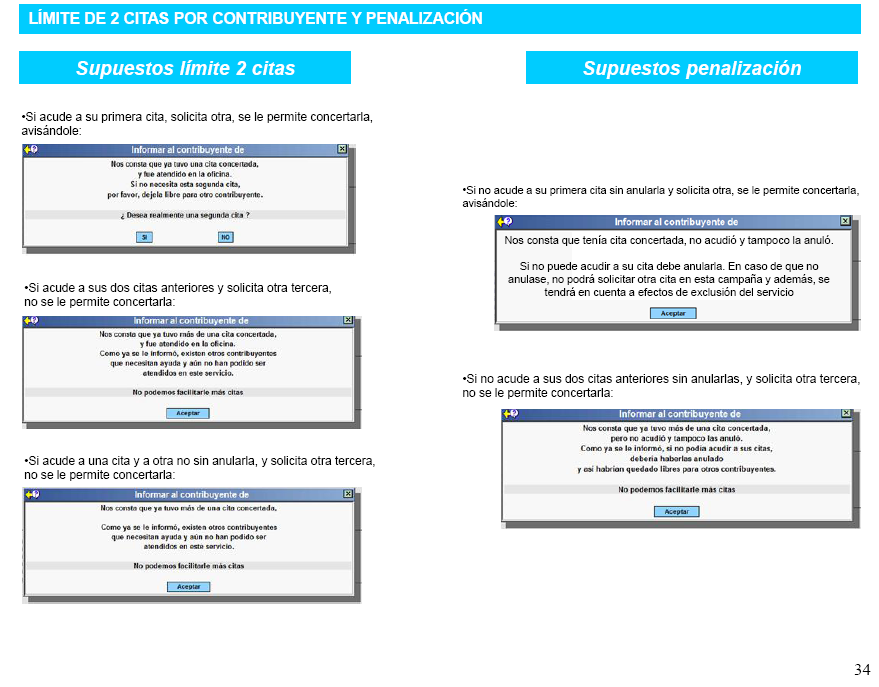 LÍMITE DE 2 CITAS POR CONTRIBUYENTE Y PENALIZACIÓN
Supuestos límite 2 citas
•Si acude a su primera cita, solicita otra, se le permite concertarla,
avisándole:
Informar al contribuyente de
Nos consta que ya tuvo una cita concertada,
y fue atendido en la oficina.
Si no necesita esta segunda cita,
por favor, dejela libre para otro contribuyente.
¿ Desea realmente una segunda cita ?
SI NO
•Si acude a sus dos citas anteriores y solicita otra tercera,
no se le permite concertarla:
Informar al contribuyente de
Nos consta que ya tuvo más de una cita concertada,
y fue atendido en la oficina.
Como ya se le informó, existen otros contribuyentes
que necesitan ayuda y aún no han podido ser
atendidos en este servicio.
No podemos facilitarle más citas
Aceptar
•Si acude a una cita y a otra no sin anularla, y solicita otra tercera,
no se le permite concertarla:
Informar al contribuyente de
Nos consta que ya tuvo más de una cita concertada,
Como ya se le informó, existen otros contribuyentes
que necesitan ayuda y aún no han podido ser
atendidos en este servicio.
No podemos facilitarle más citas
Aceptar
Supuestos penalización
•Si no acude a su primera cita sin anularla y solicita otra, se le permite concertarla,
avisándole:
Informar al contribuyente de
Nos consta que tenía cita concertada, no acudió y tampoco la anuló.
Si no puede acudir a su cita debe anularla. En caso de que no
anulase, no podrá solicitar otra cita en esta campaña y además, se
tendrá en cuenta a efectos de exclusión del servicio
Aceptar
•Si no acude a sus dos citas anteriores sin anularlas, y solicita otra tercera,
no se le permite concertarla:
Informar al contribuyente de
Nos consta que ya tuvo más de una cita concertada,
pero no acudió y tampoco las anuló.
Como ya se le informó, si no podía acudir a sus citas,
debería haberlas anulado
y así habrían quedado libres para otros contribuyentes.
No podemos facilitarle más citas
Aceptar
34